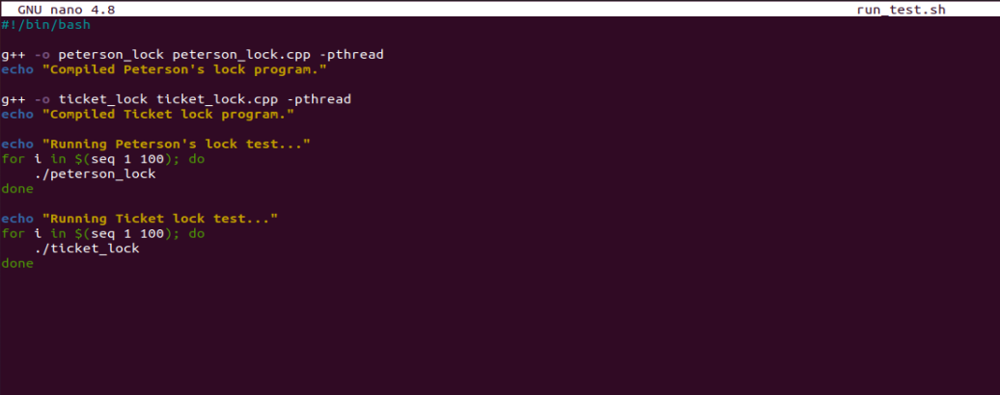 GNU nano 4.8 run_test.sh
#!/bin/bash
g++ -o peterson_lock peterson_lock.cpp -pthread
echo "Compiled Peterson's lock program."
g++ -o ticket_lock ticket_lock.cpp -pthread
echo "Compiled Ticket lock program."
echo "Running Peterson's lock test..."
for i in $(seq 1 100); do
    ./peterson_lock
done
echo "Running Ticket lock test..."
for i in $(seq 1 100); do
    ./ticket_lock
done